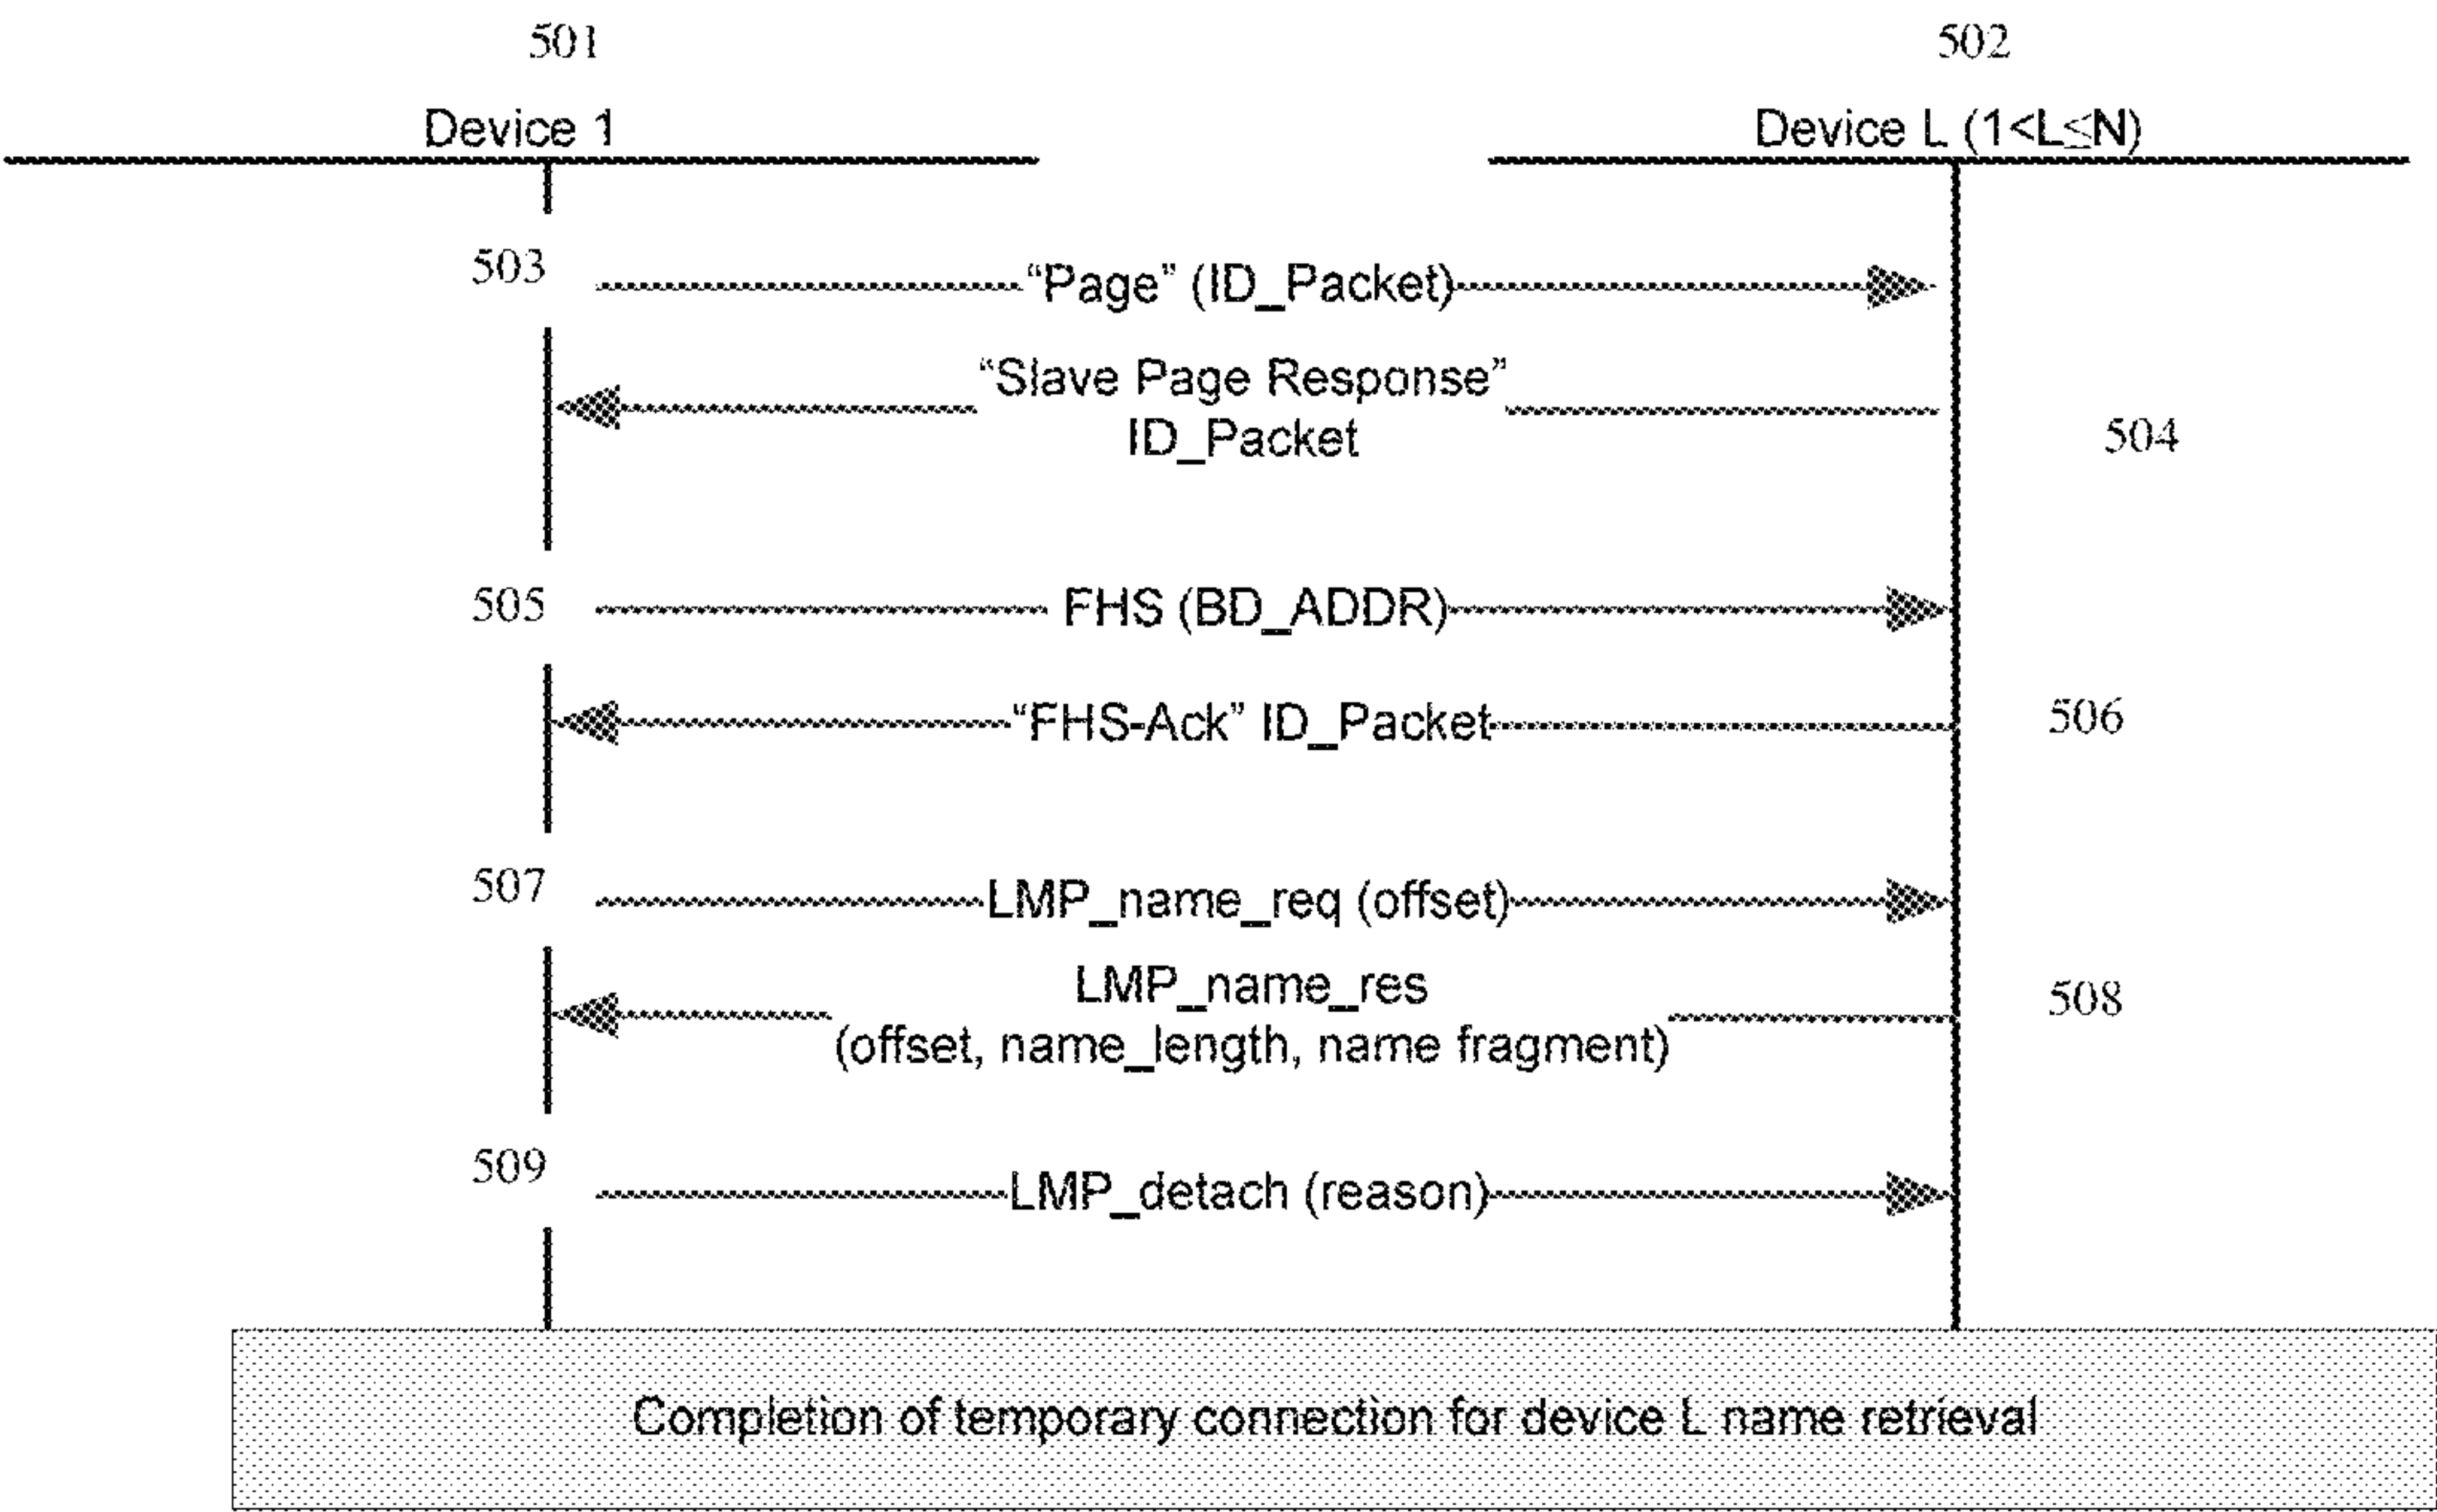 501
502
Device 1
Device L (1<L≤N)
503
“Page” (ID_Packet)
“Slave Page Response”
ID_Packet
504
505
FHS (BD_ADDR)
“FHS-Ack” ID_Packet
506
507
LMP_name_req (offset)
LMP_name_res
(offset, name_length, name fragment)
508
509
LMP_detach (reason)
Completion of temporary connection for device L name retrieval